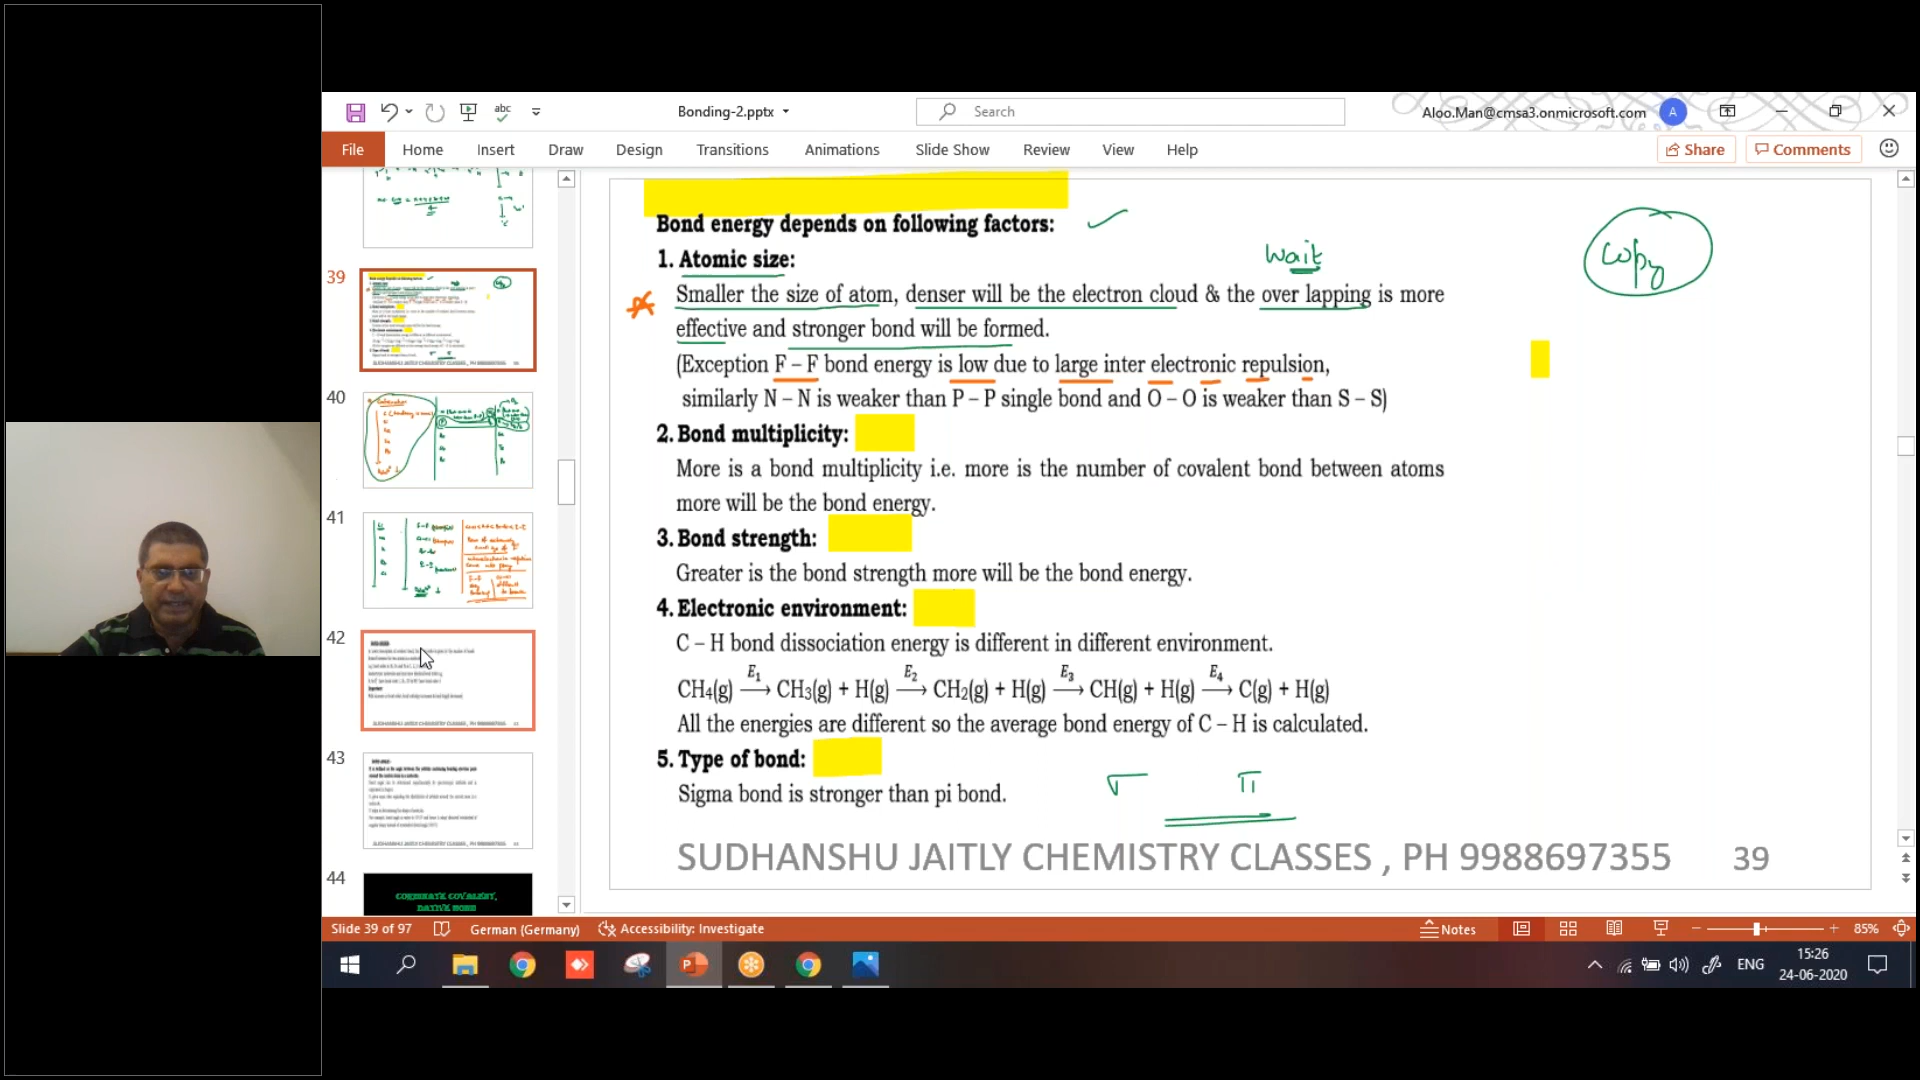 abc
Bonding-2.pptx
Search
Aloo.Man@cmsa3.onmicrosoft.com
A
File Home Insert Draw Design Transitions Animations Slide Show Review View Help
Share
Comments
39
40
41
42
43
44
CORDINATE COVALENT,
DATIVE BOND
Bond energy depends on following factors:
copy
1. Atomic size:
wait
Smaller the size of atom, denser will be the electron cloud & the over lapping is more
effective and stronger bond will be formed.
(Exception F – F bond energy is low due to large inter electronic repulsion,
similarly N – N is weaker than P – P single bond and O – O is weaker than S – S)
2. Bond multiplicity:
More is a bond multiplicity i.e. more is the number of covalent bond between atoms
more will be the bond energy.
3. Bond strength:
Greater is the bond strength more will be the bond energy.
4. Electronic environment:
C – H bond dissociation energy is different in different environment.
CH4(g) E1→ CH3(g) + H(g) E2→ CH2(g) + H(g) E3→ CH(g) + H(g) E4→ C(g) + H(g)
All the energies are different so the average bond energy of C – H is calculated.
5. Type of bond:
Sigma bond is stronger than pi bond.
σ π
SUDHANSHU JAITLY CHEMISTRY CLASSES , PH 9988697355 39
Slide 39 of 97
German (Germany)
Accessibility: Investigate
Notes
85%
ENG
15:26
24-06-2020